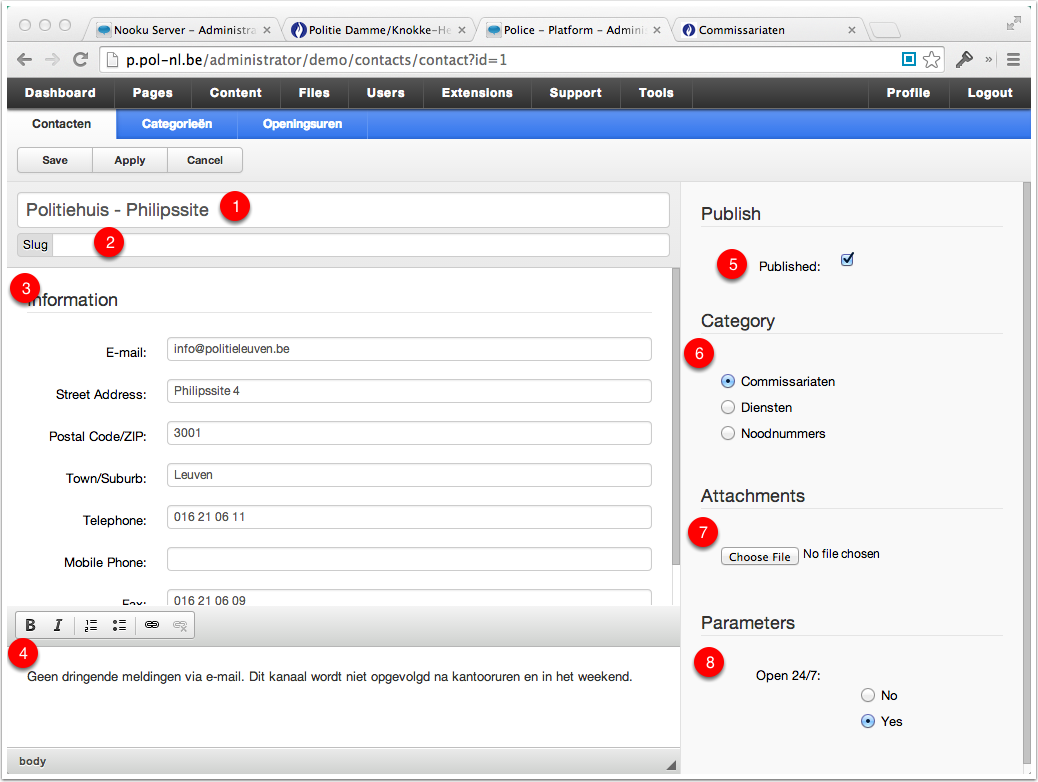 Nooku Server – Administra
Politie Damme/Knokke-He
Police – Platform – Admini
Commissariaten
p.pol-nl.be/administrator/demo/contacts/contact?id=1
Dashboard Pages Content Files Users Extensions Support Tools Profile Logout
Contacten Categorieën Openingsuren
Save Apply Cancel
Politiehuis - Philipssite 1
Slug 2
3
Information
E-mail: info@politieleuven.be
Street Address: Philipssite 4
Postal Code/ZIP: 3001
Town/Suburb: Leuven
Telephone: 016 21 06 11
Mobile Phone:
Fax: 016 21 06 09
B I
4
Geen dringende meldingen via e-mail. Dit kanaal wordt niet opgevolgd na kantooruren en in het weekend.
body
Publish
5 Published:
Category
6
Commissariaten
Diensten
Noodnummers
Attachments
7
Choose File No file chosen
Parameters
8 Open 24/7:
No
Yes